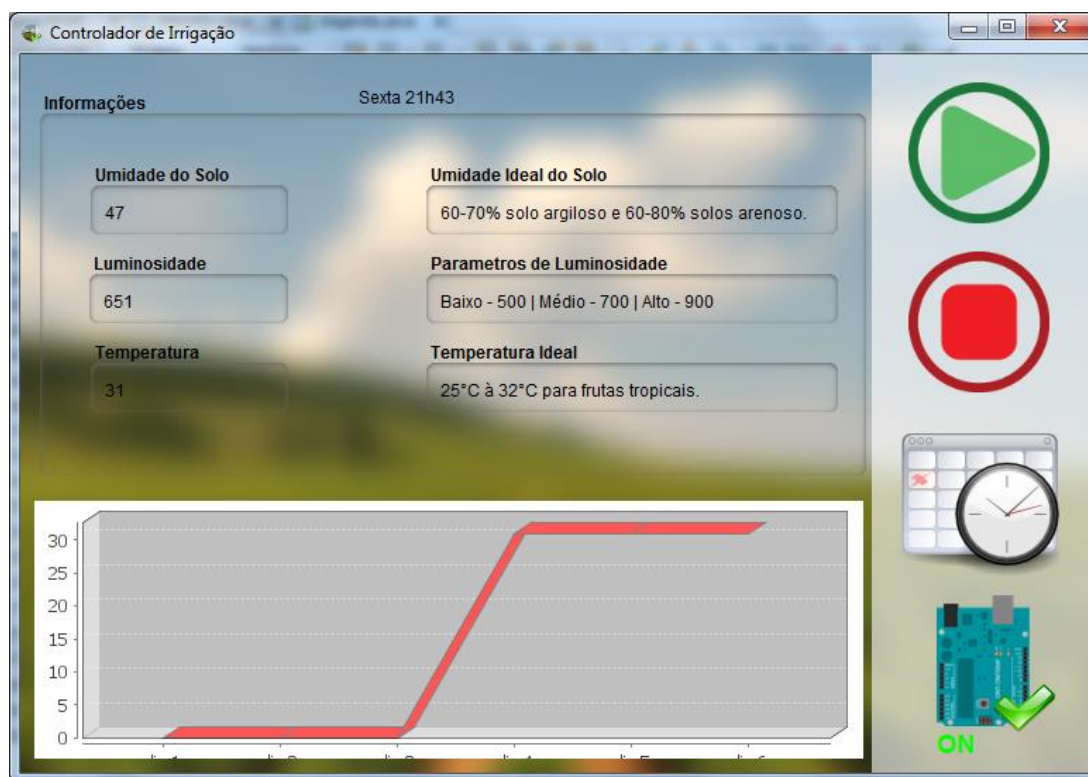 Controlador de Irrigação
Informações
Sexta 21h43
Umidade do Solo
47
Umidade Ideal do Solo
60-70% solo argiloso e 60-80% solos arenoso.
Luminosidade
651
Parametros de Luminosidade
Baixo - 500 | Médio - 700 | Alto - 900
Temperatura
31
Temperatura Ideal
25°C à 32°C para frutas tropicais.
30
25
20
15
10
5
0
ON